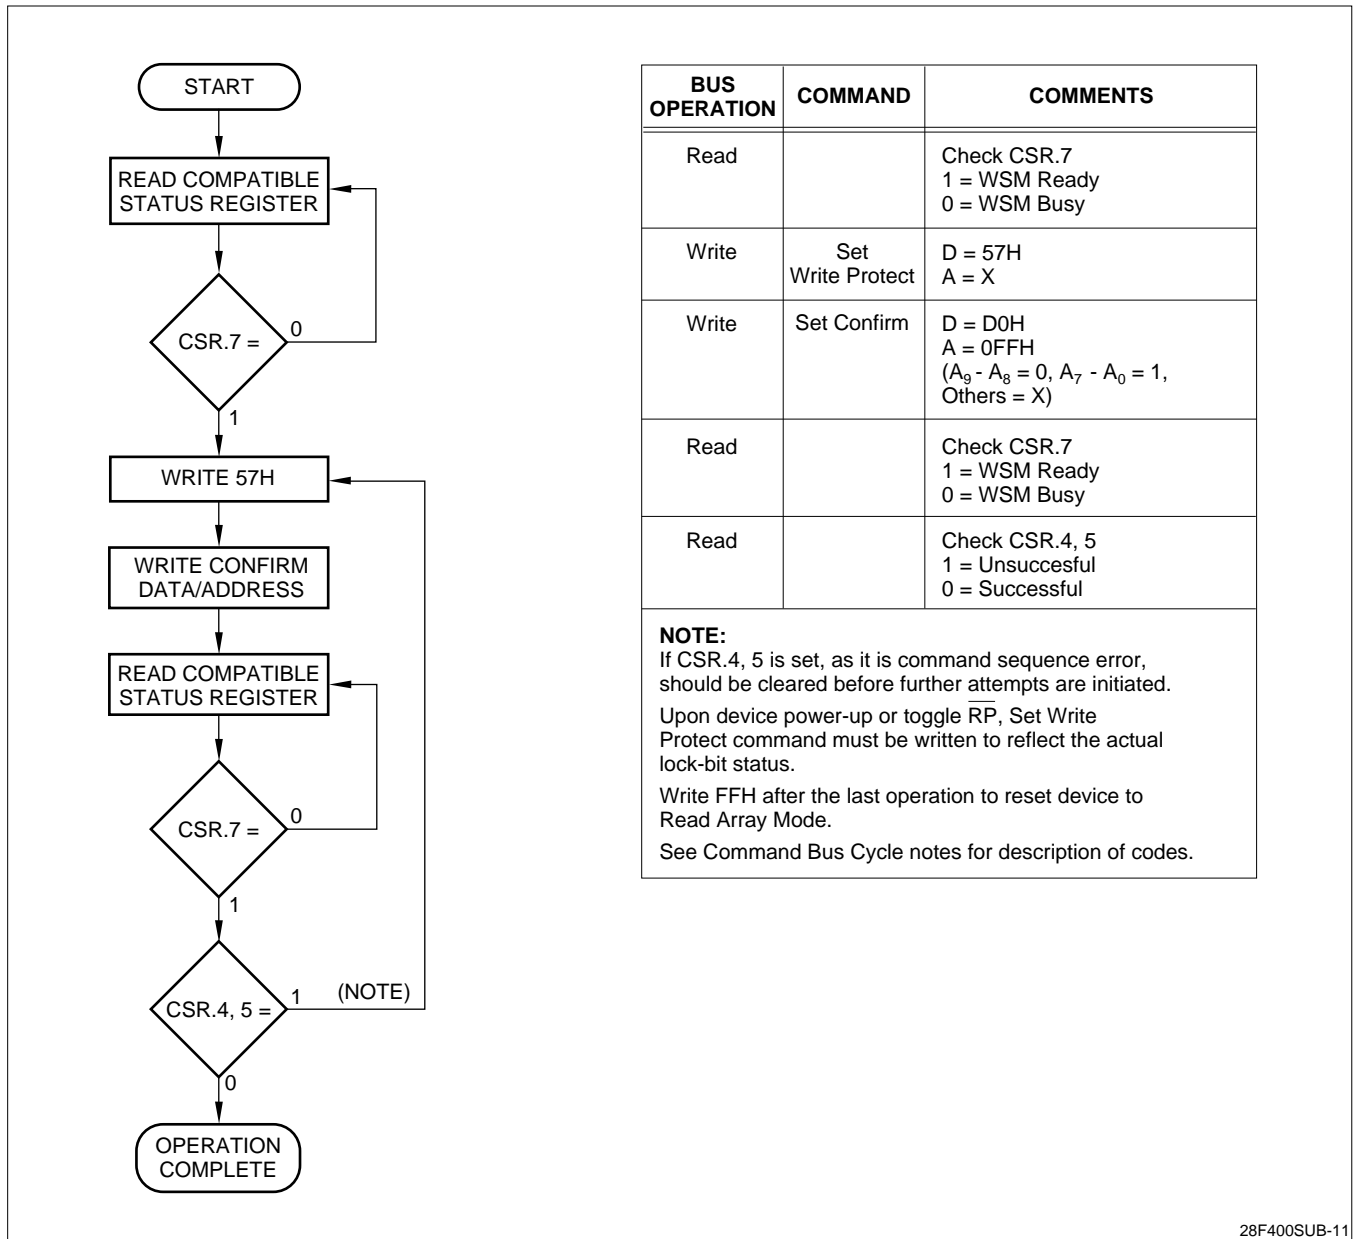 START
READ COMPATIBLE
STATUS REGISTER
CSR.7 =
0
1
WRITE 57H
WRITE CONFIRM
DATA/ADDRESS
READ COMPATIBLE
STATUS REGISTER
CSR.7 =
0
1
CSR.4, 5 =
1
(NOTE)
0
OPERATION
COMPLETE
BUS
OPERATION
COMMAND
COMMENTS
Read
Check CSR.7
1 = WSM Ready
0 = WSM Busy
Write
Set
Write Protect
D = 57H
A = X
Write
Set Confirm
D = D0H
A = 0FFH
(A₉ - A₈ = 0, A₇ - A₀ = 1,
Others = X)
Read
Check CSR.7
1 = WSM Ready
0 = WSM Busy
Read
Check CSR.4, 5
1 = Unsuccesful
0 = Successful
NOTE:
If CSR.4, 5 is set, as it is command sequence error,
should be cleared before further attempts are initiated.
Upon device power-up or toggle R̅P̅, Set Write
Protect command must be written to reflect the actual
lock-bit status.
Write FFH after the last operation to reset device to
Read Array Mode.
See Command Bus Cycle notes for description of codes.
28F400SUB-11